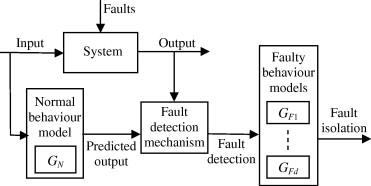 Faults
Input
System
Output
Faulty
behaviour
models
Normal
behaviour
model
G_N
Predicted
output
Fault
detection
mechanism
Fault
detection
G_F1
G_Fd
Fault
isolation